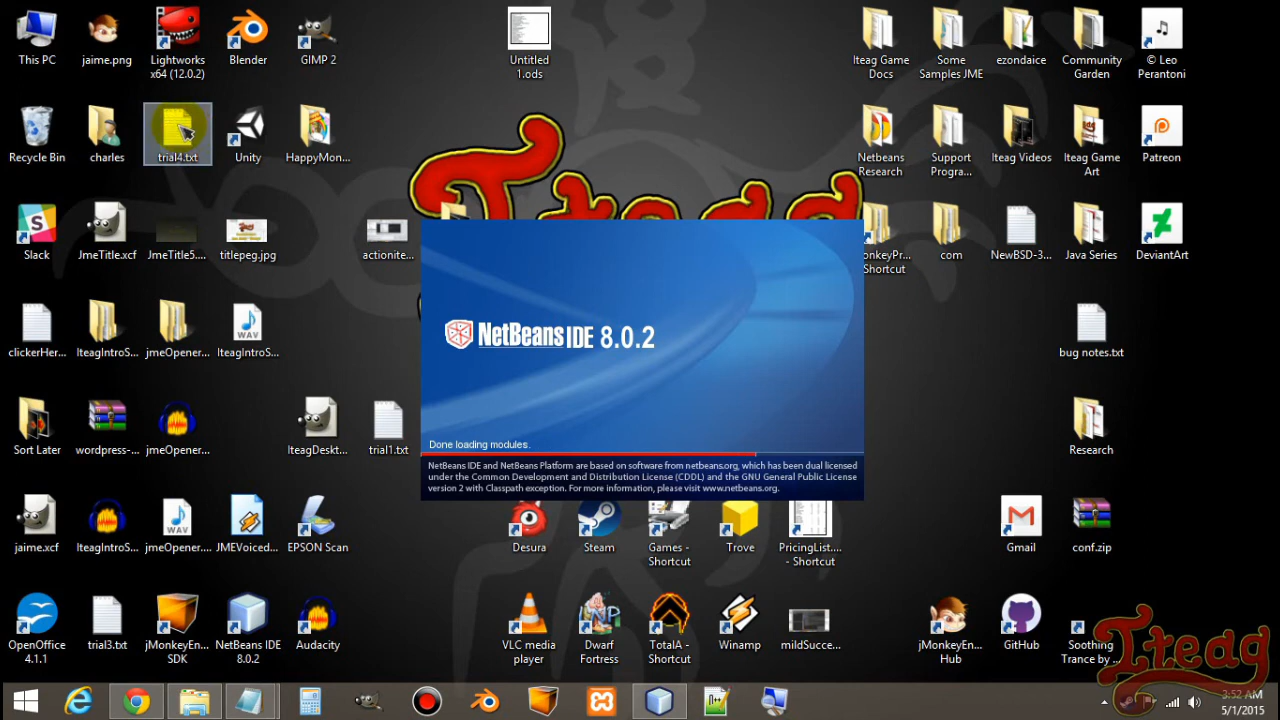 This PC
jaime.png
Lightworks
x64 (12.0.2)
Blender
GIMP 2
Untitled
1.ods
Iteag Game
Docs
Some
Samples JME
ezondaice
Community
Garden
© Leo
Perantoni
Recycle Bin
charles
trial4.txt
Unity
HappyMon...
Netbeans
Research
Support
Progra...
Iteag Videos
Iteag Game
Art
Patreon
Iteag
Slack
JmeTitle.xcf
JmeTitle5....
titlepeg.jpg
actionite...
Shortcut
com
NewBSD-3...
Java Series
DeviantArt
NetBeans IDE 8.0.2
Done loading modules.
NetBeans IDE and NetBeans Platform are based on software from netbeans.org, which has been dual licensed
under the Common Development and Distribution License (CDDL) and the GNU General Public License
version 2 with Classpath exception. For more information, please visit www.netbeans.org.
clickerHer...
IteagIntroS...
jmeOpener...
IteagIntroS...
WAV
bug notes.txt
Sort Later
wordpress-...
jmeOpener...
IteagDeskt...
trial1.txt
Research
jaime.xcf
IteagIntroS...
jmeOpener....
WAV
JMEVoiced...
EPSON Scan
Desura
Steam
Games -
Shortcut
Trove
PricingList....
- Shortcut
Gmail
conf.zip
OpenOffice
4.1.1
trial3.txt
jMonkeyEn...
SDK
NetBeans IDE
8.0.2
Audacity
VLC media
player
Dwarf
Fortress
TotalA -
Shortcut
Winamp
mildSucce...
jMonkeyEn...
Hub
GitHub
Soothing
Trance by ...
Iteag
3:52 AM
5/1/2015